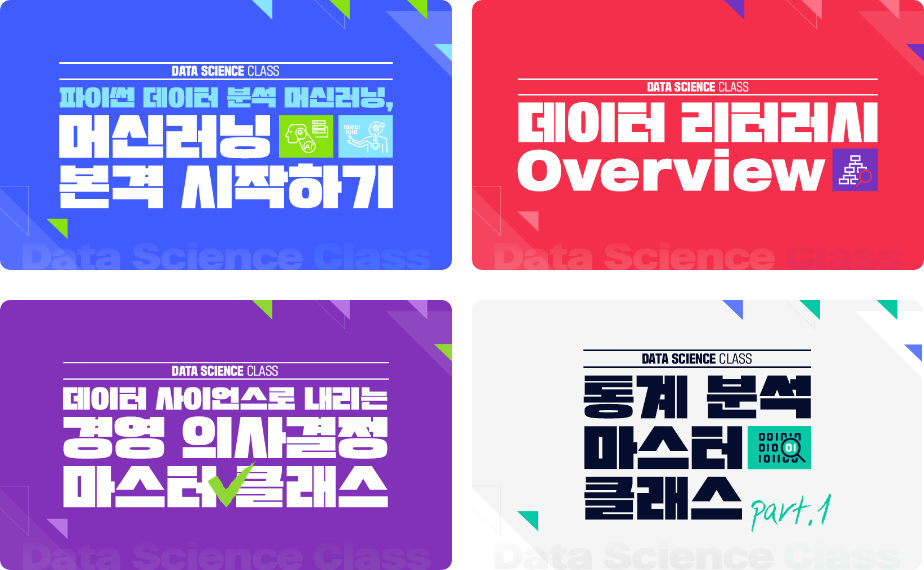 DATA SCIENCE CLASS
파이썬 데이터 분석 머신러닝,
머신러닝
본격 시작하기
Data Science Class
DATA SCIENCE CLASS
데이터 리터러시
Overview
Data Science Class
DATA SCIENCE CLASS
데이터 사이언스로 내리는
경영 의사결정
마스터 클래스
Data Science Class
DATA SCIENCE CLASS
통계 분석
마스터
클래스 part.1
Data Science Class